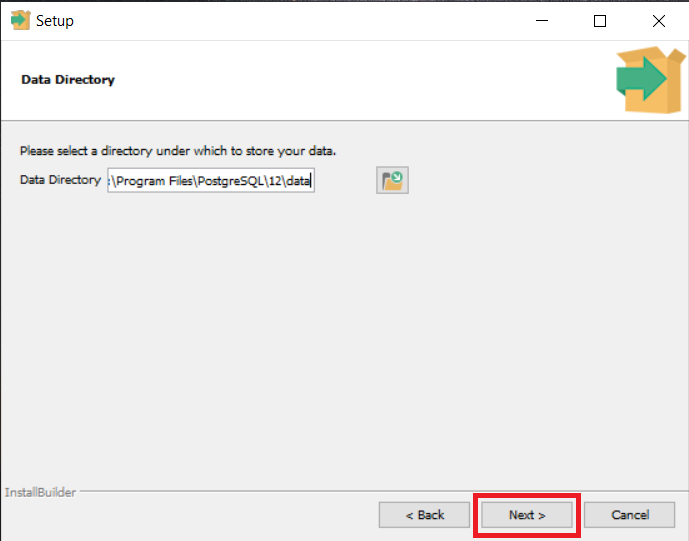 Setup
Data Directory
Please select a directory under which to store your data.
Data Directory :\Program Files\PostgreSQL\12\data
InstallBuilder
< Back Next > Cancel